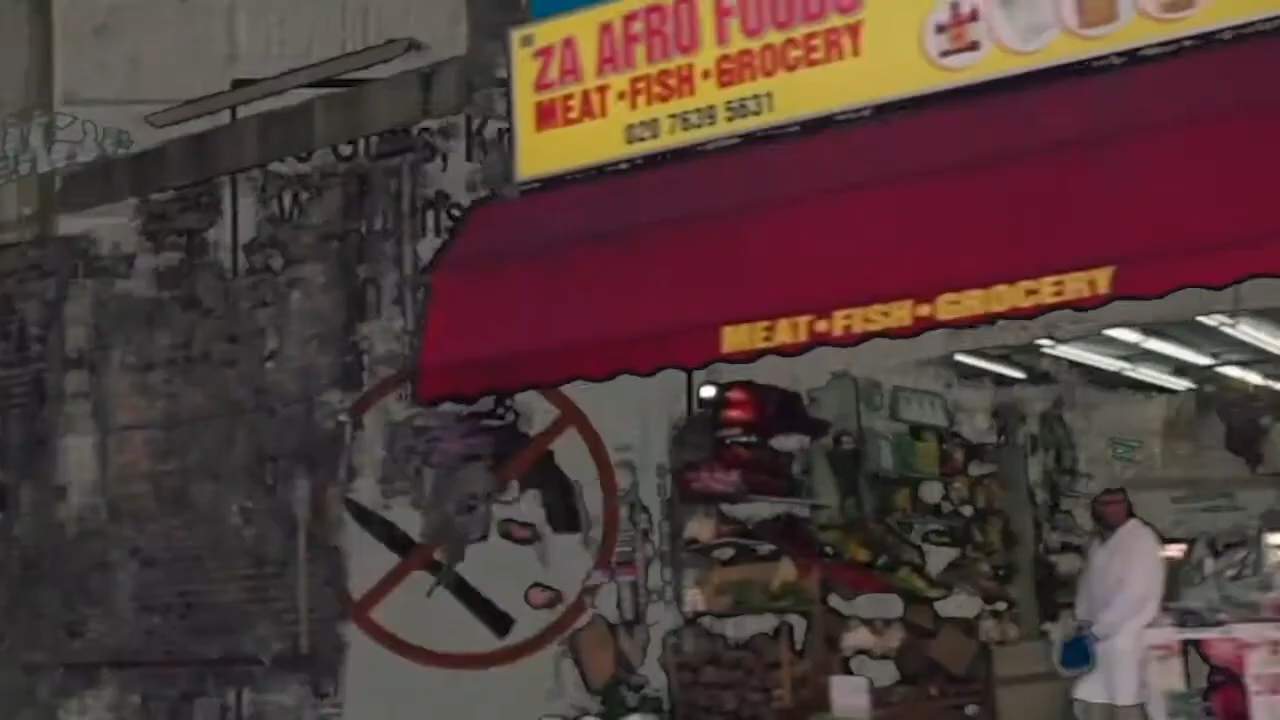 ZA AFRO FOODS
MEAT • FISH • GROCERY
020 7639 5631
MEAT • FISH • GROCERY